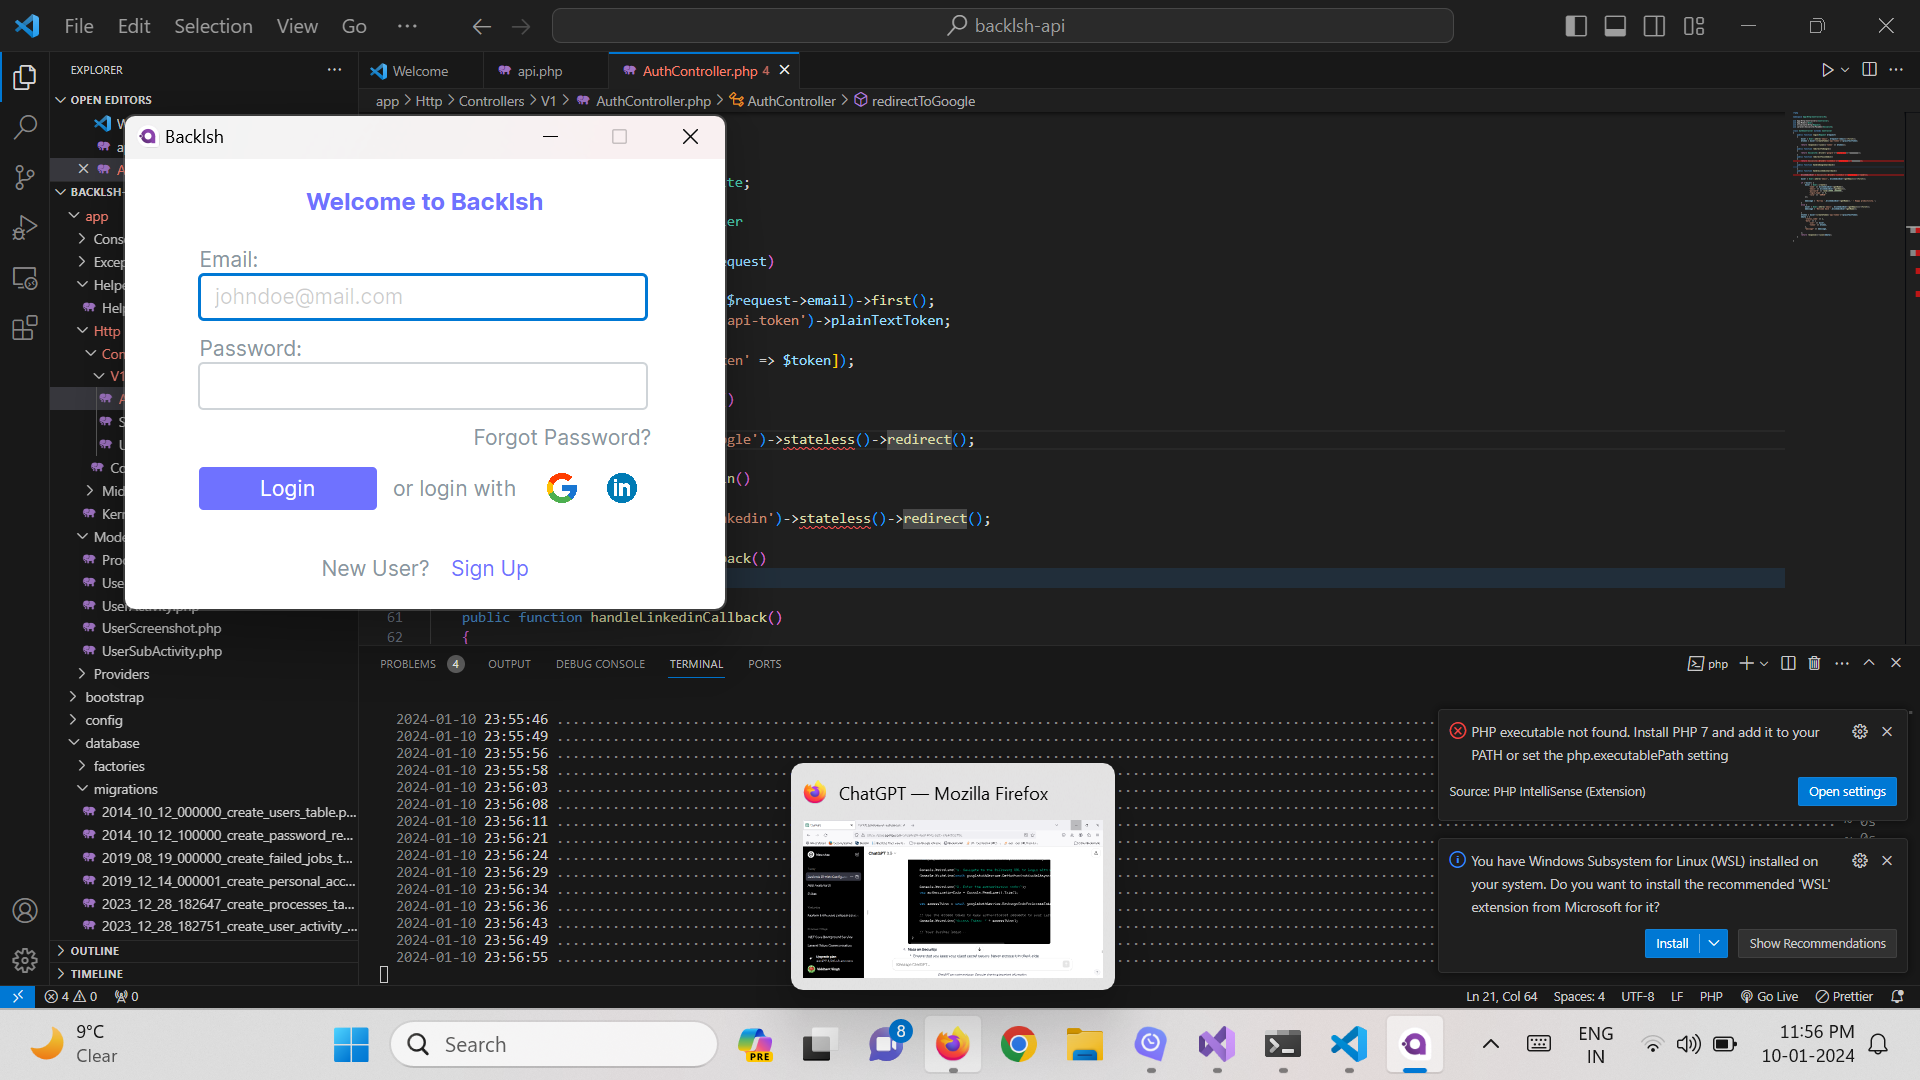 File Edit Selection View Go ···
backlsh-api
EXPLORER
Welcome
api.php
AuthController.php 4
app > Http > Controllers > V1 > AuthController.php > AuthController > redirectToGoogle
OPEN EDITORS
BACKLSH-
app
Http
Mode
UserScreenshot.php
UserSubActivity.php
Providers
bootstrap
config
database
factories
migrations
2014_10_12_000000_create_users_table.p...
2014_10_12_100000_create_password_re...
2019_08_19_000000_create_failed_jobs_t...
2019_12_14_000001_create_personal_acc...
2023_12_28_182647_create_processes_ta...
2023_12_28_182751_create_user_activity_...
OUTLINE
TIMELINE
Backlsh
Welcome to Backlsh
Email:
johndoe@mail.com
Password:
Forgot Password?
Login or login with
New User? Sign Up
te;
er
quest)
$request->email)->first();
api-token')->plainTextToken;
en' => $token]);
)
gle')->stateless()->redirect();
n()
kedin')->stateless()->redirect();
ack()
61 public function handleLinkedinCallback()
62 {
PROBLEMS 4 OUTPUT DEBUG CONSOLE TERMINAL PORTS
php
2024-01-10 23:55:46
2024-01-10 23:55:49
2024-01-10 23:55:56
2024-01-10 23:55:58
2024-01-10 23:56:03
2024-01-10 23:56:08
2024-01-10 23:56:11
2024-01-10 23:56:21
2024-01-10 23:56:24
2024-01-10 23:56:29
2024-01-10 23:56:34
2024-01-10 23:56:36
2024-01-10 23:56:43
2024-01-10 23:56:49
2024-01-10 23:56:55
PHP executable not found. Install PHP 7 and add it to your
PATH or set the php.executablePath setting
Source: PHP IntelliSense (Extension)
Open settings
You have Windows Subsystem for Linux (WSL) installed on
your system. Do you want to install the recommended 'WSL'
extension from Microsoft for it?
Install
Show Recommendations
ChatGPT — Mozilla Firefox
4 0 0
Ln 21, Col 64 Spaces: 4 UTF-8 LF PHP Go Live Prettier
9°C
Clear
Search
PRE
8
ENG
IN
11:56 PM
10-01-2024